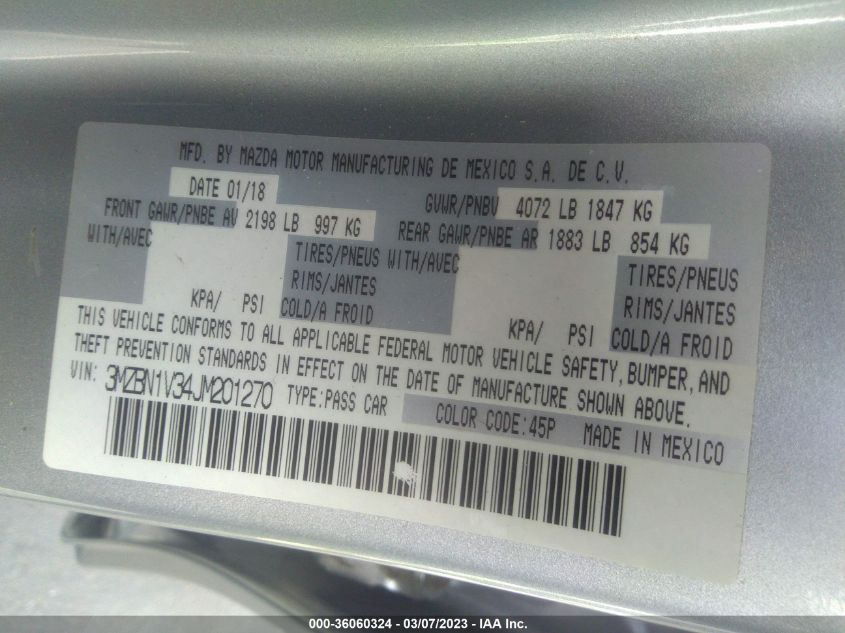 MFD. BY MAZDA MOTOR MANUFACTURING DE MEXICO S.A. DE C.V.
DATE 01/18 GVWR/PNBV 4072 LB 1847 KG
FRONT GAWR/PNBE AV 2198 LB 997 KG REAR GAWR/PNBE AR 1883 LB 854 KG
WITH/AVEC TIRES/PNEUS WITH/AVEC TIRES/PNEUS
RIMS/JANTES RIMS/JANTES
KPA/ PSI COLD/A FROID KPA/ PSI COLD/A FROID
THIS VEHICLE CONFORMS TO ALL APPLICABLE FEDERAL MOTOR VEHICLE SAFETY, BUMPER, AND
THEFT PREVENTION STANDARDS IN EFFECT ON THE DATE OF MANUFACTURE SHOWN ABOVE.
VIN: 3MZBN1V34JM201270 TYPE:PASS CAR COLOR CODE:45P MADE IN MEXICO
000-36060324 - 03/07/2023 - IAA Inc.